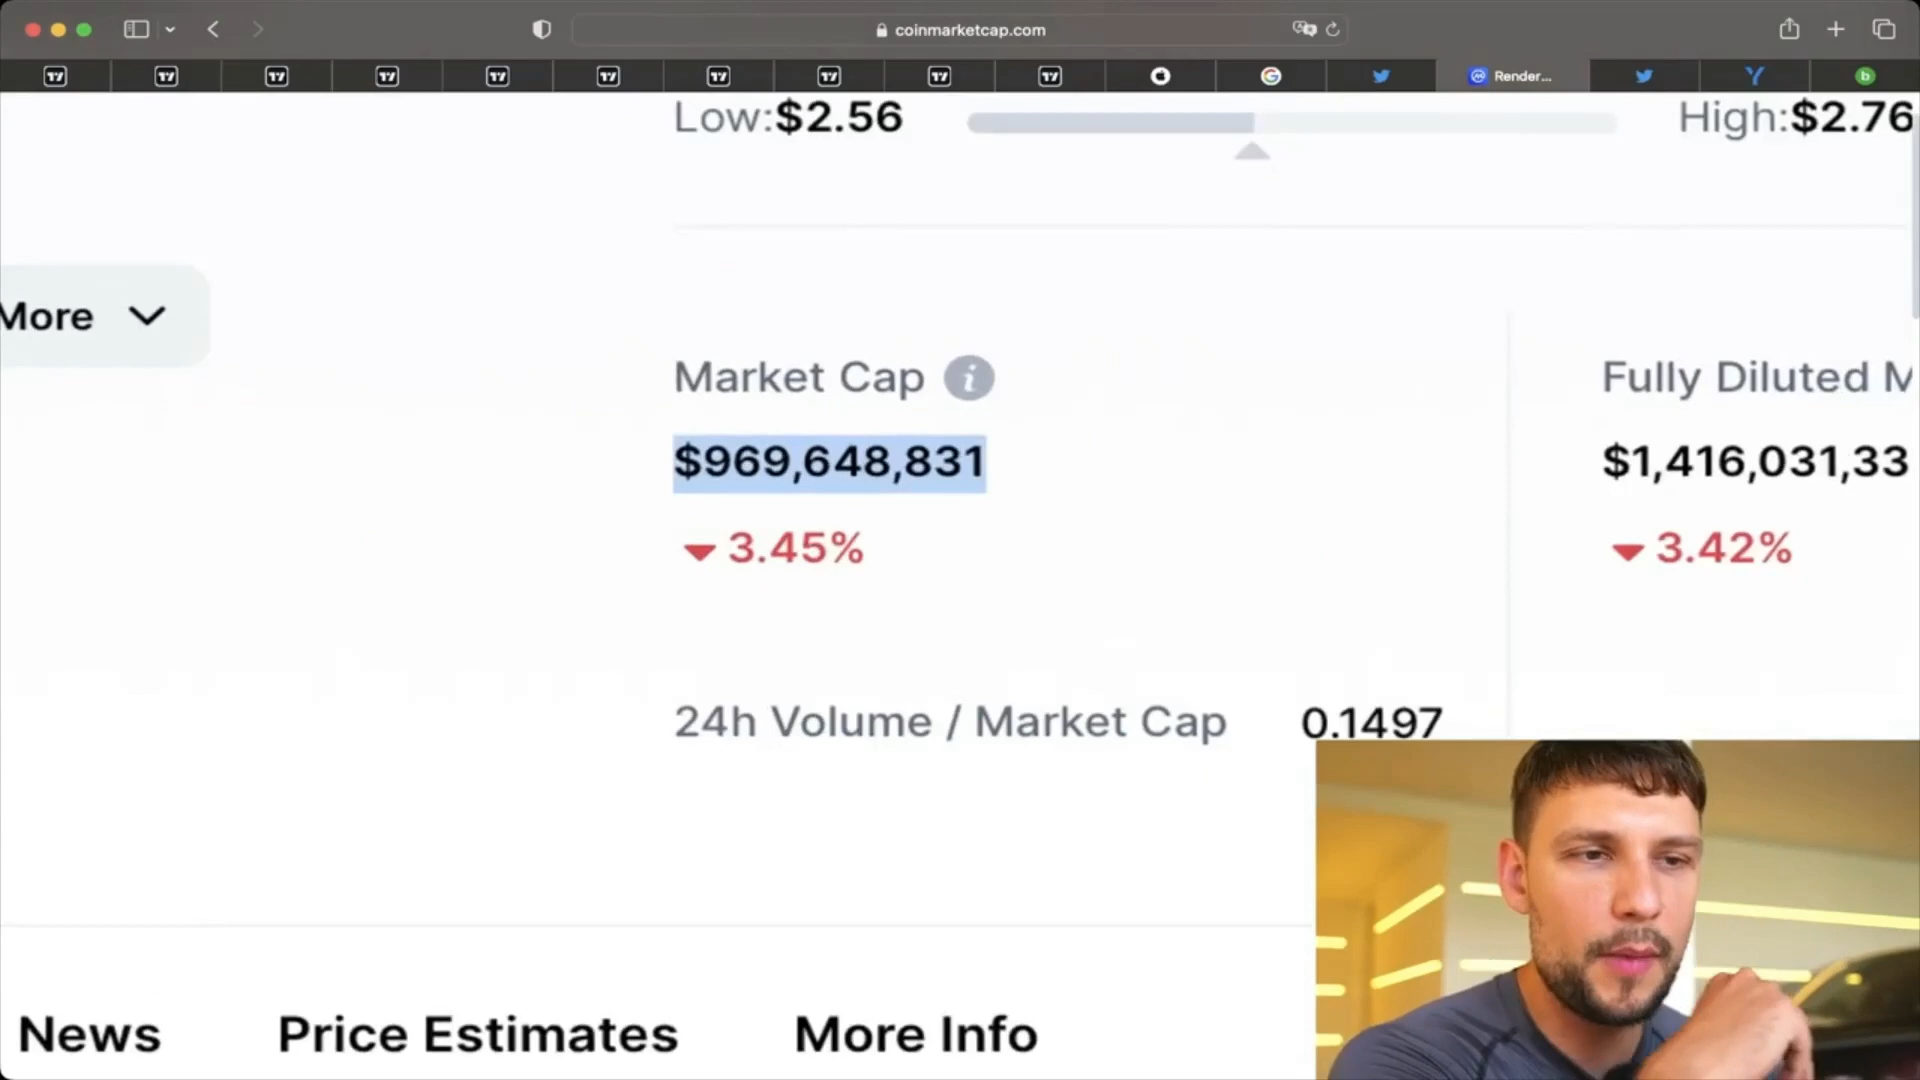 coinmarketcap.com
Render...
Low:$2.56
High:$2.76
More
Market Cap
Fully Diluted M
$969,648,831
$1,416,031,33
3.45%
3.42%
24h Volume / Market Cap 0.1497
News
Price Estimates
More Info